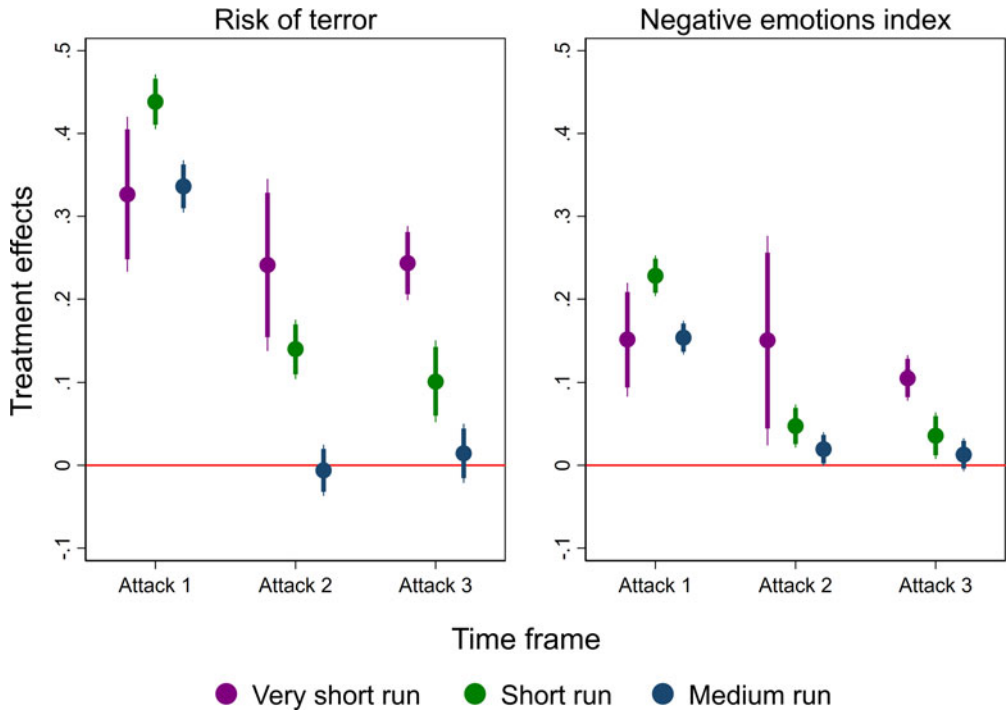 Risk of terror
Negative emotions index
Treatment effects
.5
.4
.3
.2
.1
0
-.1
Attack 1 Attack 2 Attack 3
.5
.4
.3
.2
.1
0
-.1
Attack 1 Attack 2 Attack 3
Time frame
Very short run Short run Medium run